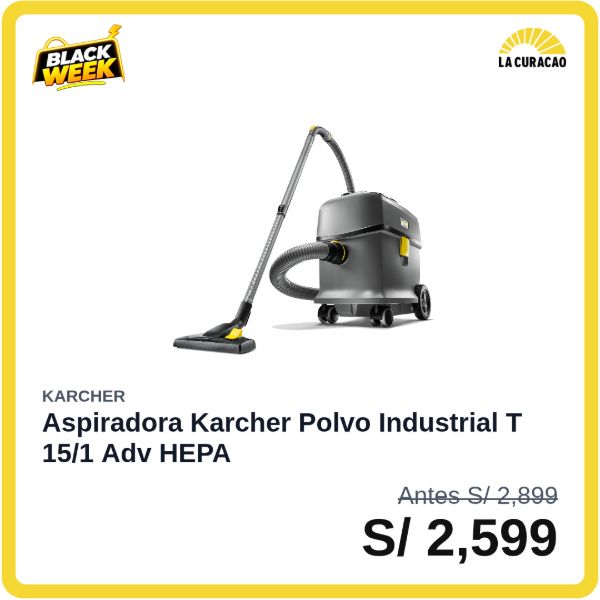 BLACK
WEEK
LA CURACAO
KARCHER
Aspiradora Karcher Polvo Industrial T
15/1 Adv HEPA
Antes S/ 2,899
S/ 2,599